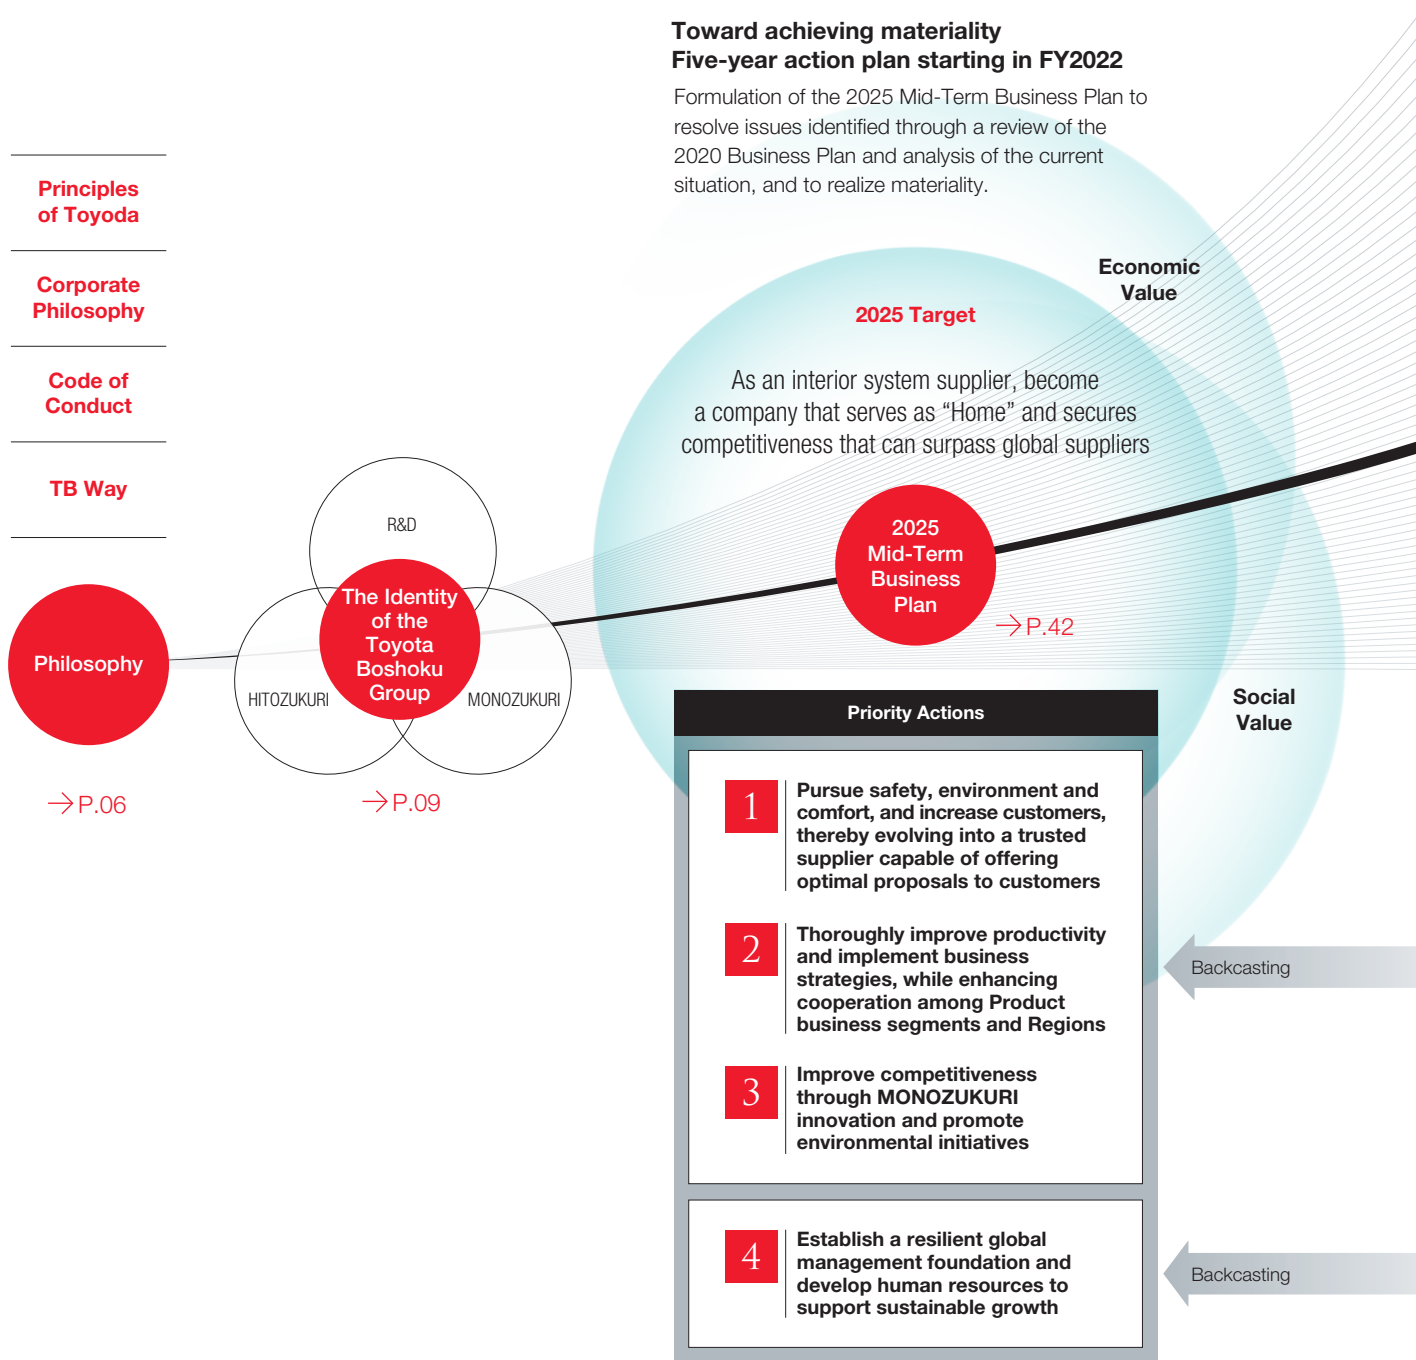 Toward achieving materiality
Five-year action plan starting in FY2022
Formulation of the 2025 Mid-Term Business Plan to
resolve issues identified through a review of the
2020 Business Plan and analysis of the current
situation, and to realize materiality.
Principles
of Toyoda
Corporate
Philosophy
Code of
Conduct
TB Way
Philosophy
→P.06
R&D
HITOZUKURI
MONOZUKURI
The Identity
of the
Toyota
Boshoku
Group
→P.09
Economic
Value
2025 Target
As an interior system supplier, become
a company that serves as “Home” and secures
competitiveness that can surpass global suppliers
2025
Mid-Term
Business
Plan
→P.42
Social
Value
Priority Actions
1
Pursue safety, environment and
comfort, and increase customers,
thereby evolving into a trusted
supplier capable of offering
optimal proposals to customers
2
Thoroughly improve productivity
and implement business
strategies, while enhancing
cooperation among Product
business segments and Regions
Backcasting
3
Improve competitiveness
through MONOZUKURI
innovation and promote
environmental initiatives
4
Establish a resilient global
management foundation and
develop human resources to
support sustainable growth
Backcasting